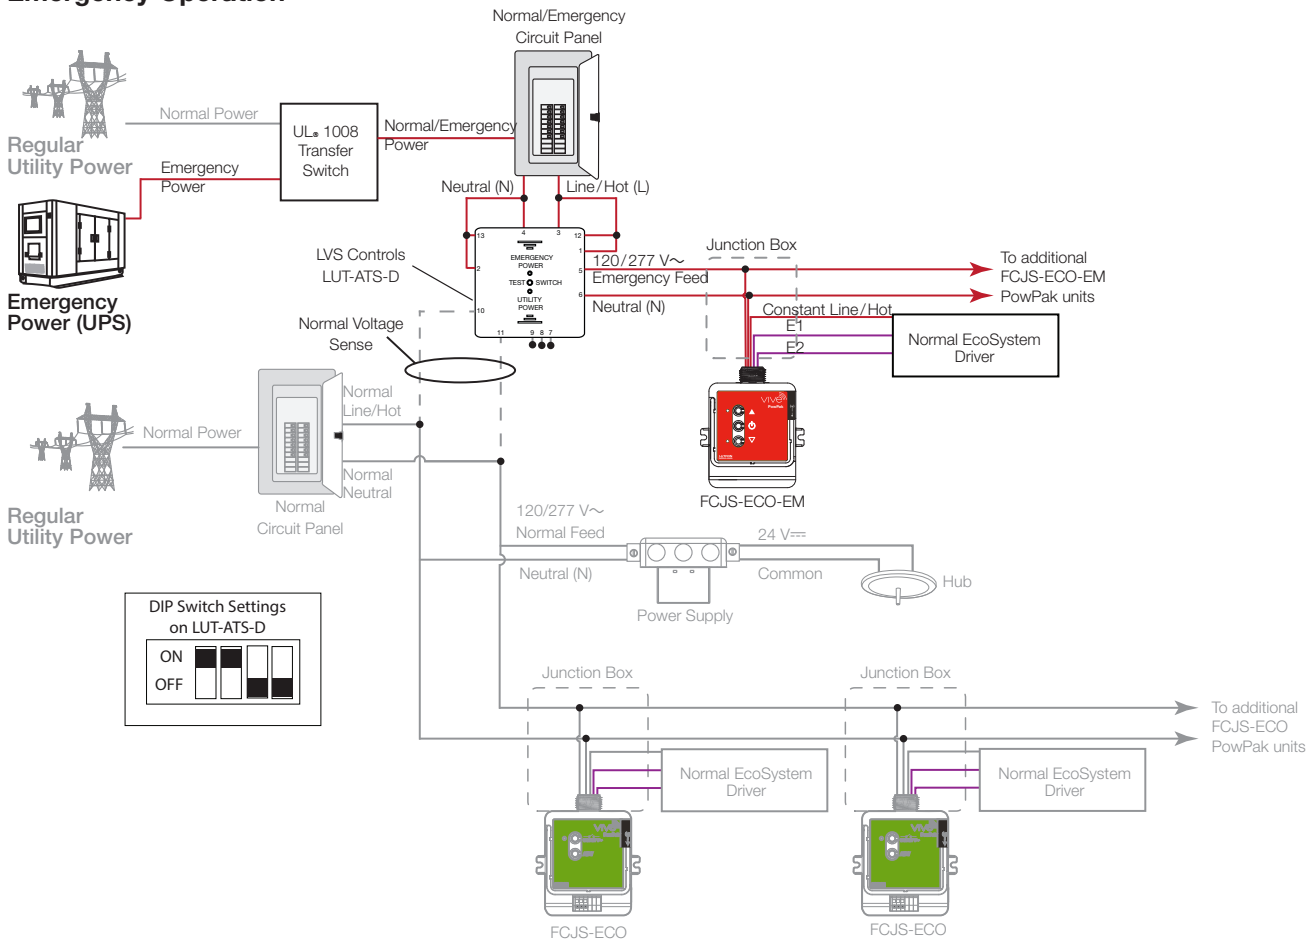 Emergency Operation
Normal/Emergency
Circuit Panel
Normal Power
UL® 1008
Transfer
Switch
Normal/Emergency
Power
Regular
Utility Power
Emergency
Power
Neutral (N)
Line/Hot (L)
Emergency
Power (UPS)
LVS Controls
LUT-ATS-D
13
4
3
12
1
2
5
6
10
11
9
8
7
EMERGENCY
POWER
TEST
SWITCH
UTILITY
POWER
120/277 V~
Emergency Feed
Neutral (N)
Junction Box
To additional
FCJS-ECO-EM
PowPak units
Constant Line/Hot
E1
E2
Normal EcoSystem
Driver
Normal Voltage
Sense
vive
PowPak
LUTRON
FCJS-ECO-EM
Normal
Line/Hot
Normal Power
Normal
Neutral
Regular
Utility Power
Normal
Circuit Panel
120/277 V~
Normal Feed
Neutral (N)
24 V⎓
Common
Hub
Power Supply
DIP Switch Settings
on LUT-ATS-D
ON
OFF
Junction Box
Junction Box
To additional
FCJS-ECO
PowPak units
Normal EcoSystem
Driver
Normal EcoSystem
Driver
vive
vive
FCJS-ECO
FCJS-ECO